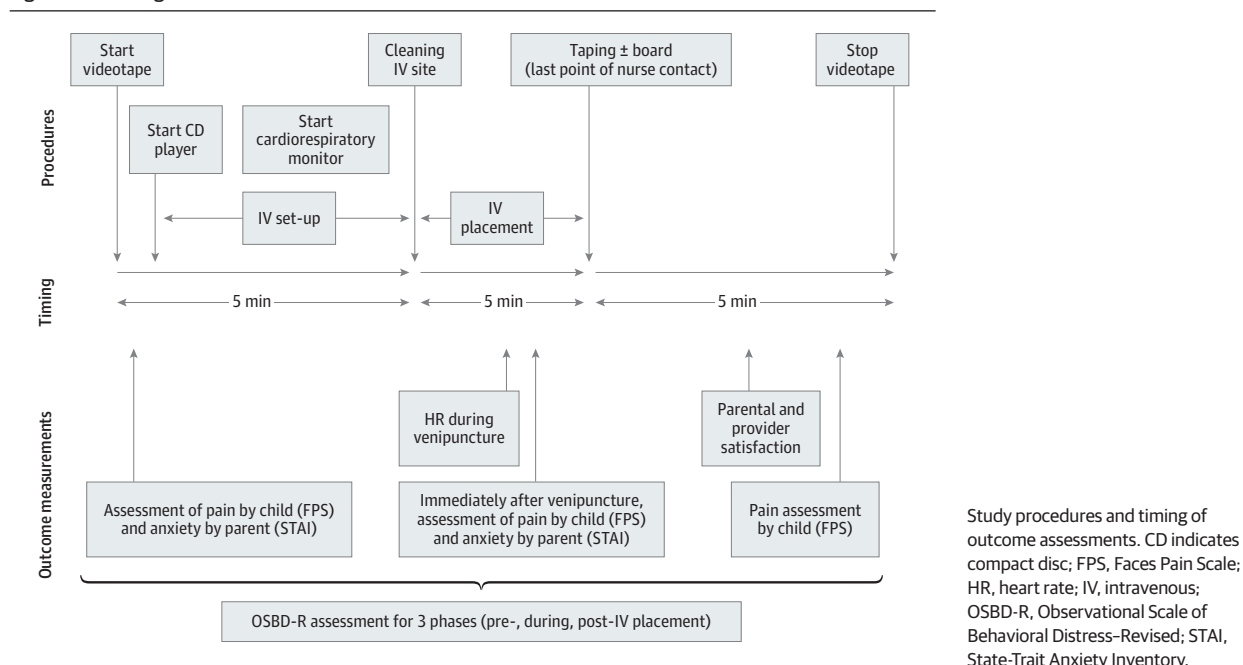 Start
videotape
Cleaning
IV site
Taping ± board
(last point of nurse contact)
Stop
videotape
Procedures
Start CD
player
Start
cardiorespiratory
monitor
IV set-up
IV
placement
Timing
5 min
5 min
5 min
Outcome measurements
HR during
venipuncture
Parental and
provider
satisfaction
Assessment of pain by child (FPS)
and anxiety by parent (STAI)
Immediately after venipuncture,
assessment of pain by child (FPS)
and anxiety by parent (STAI)
Pain assessment
by child (FPS)
OSBD-R assessment for 3 phases (pre-, during, post-IV placement)
Study procedures and timing of
outcome assessments. CD indicates
compact disc; FPS, Faces Pain Scale;
HR, heart rate; IV, intravenous;
OSBD-R, Observational Scale of
Behavioral Distress–Revised; STAI,
State-Trait Anxiety Inventory.